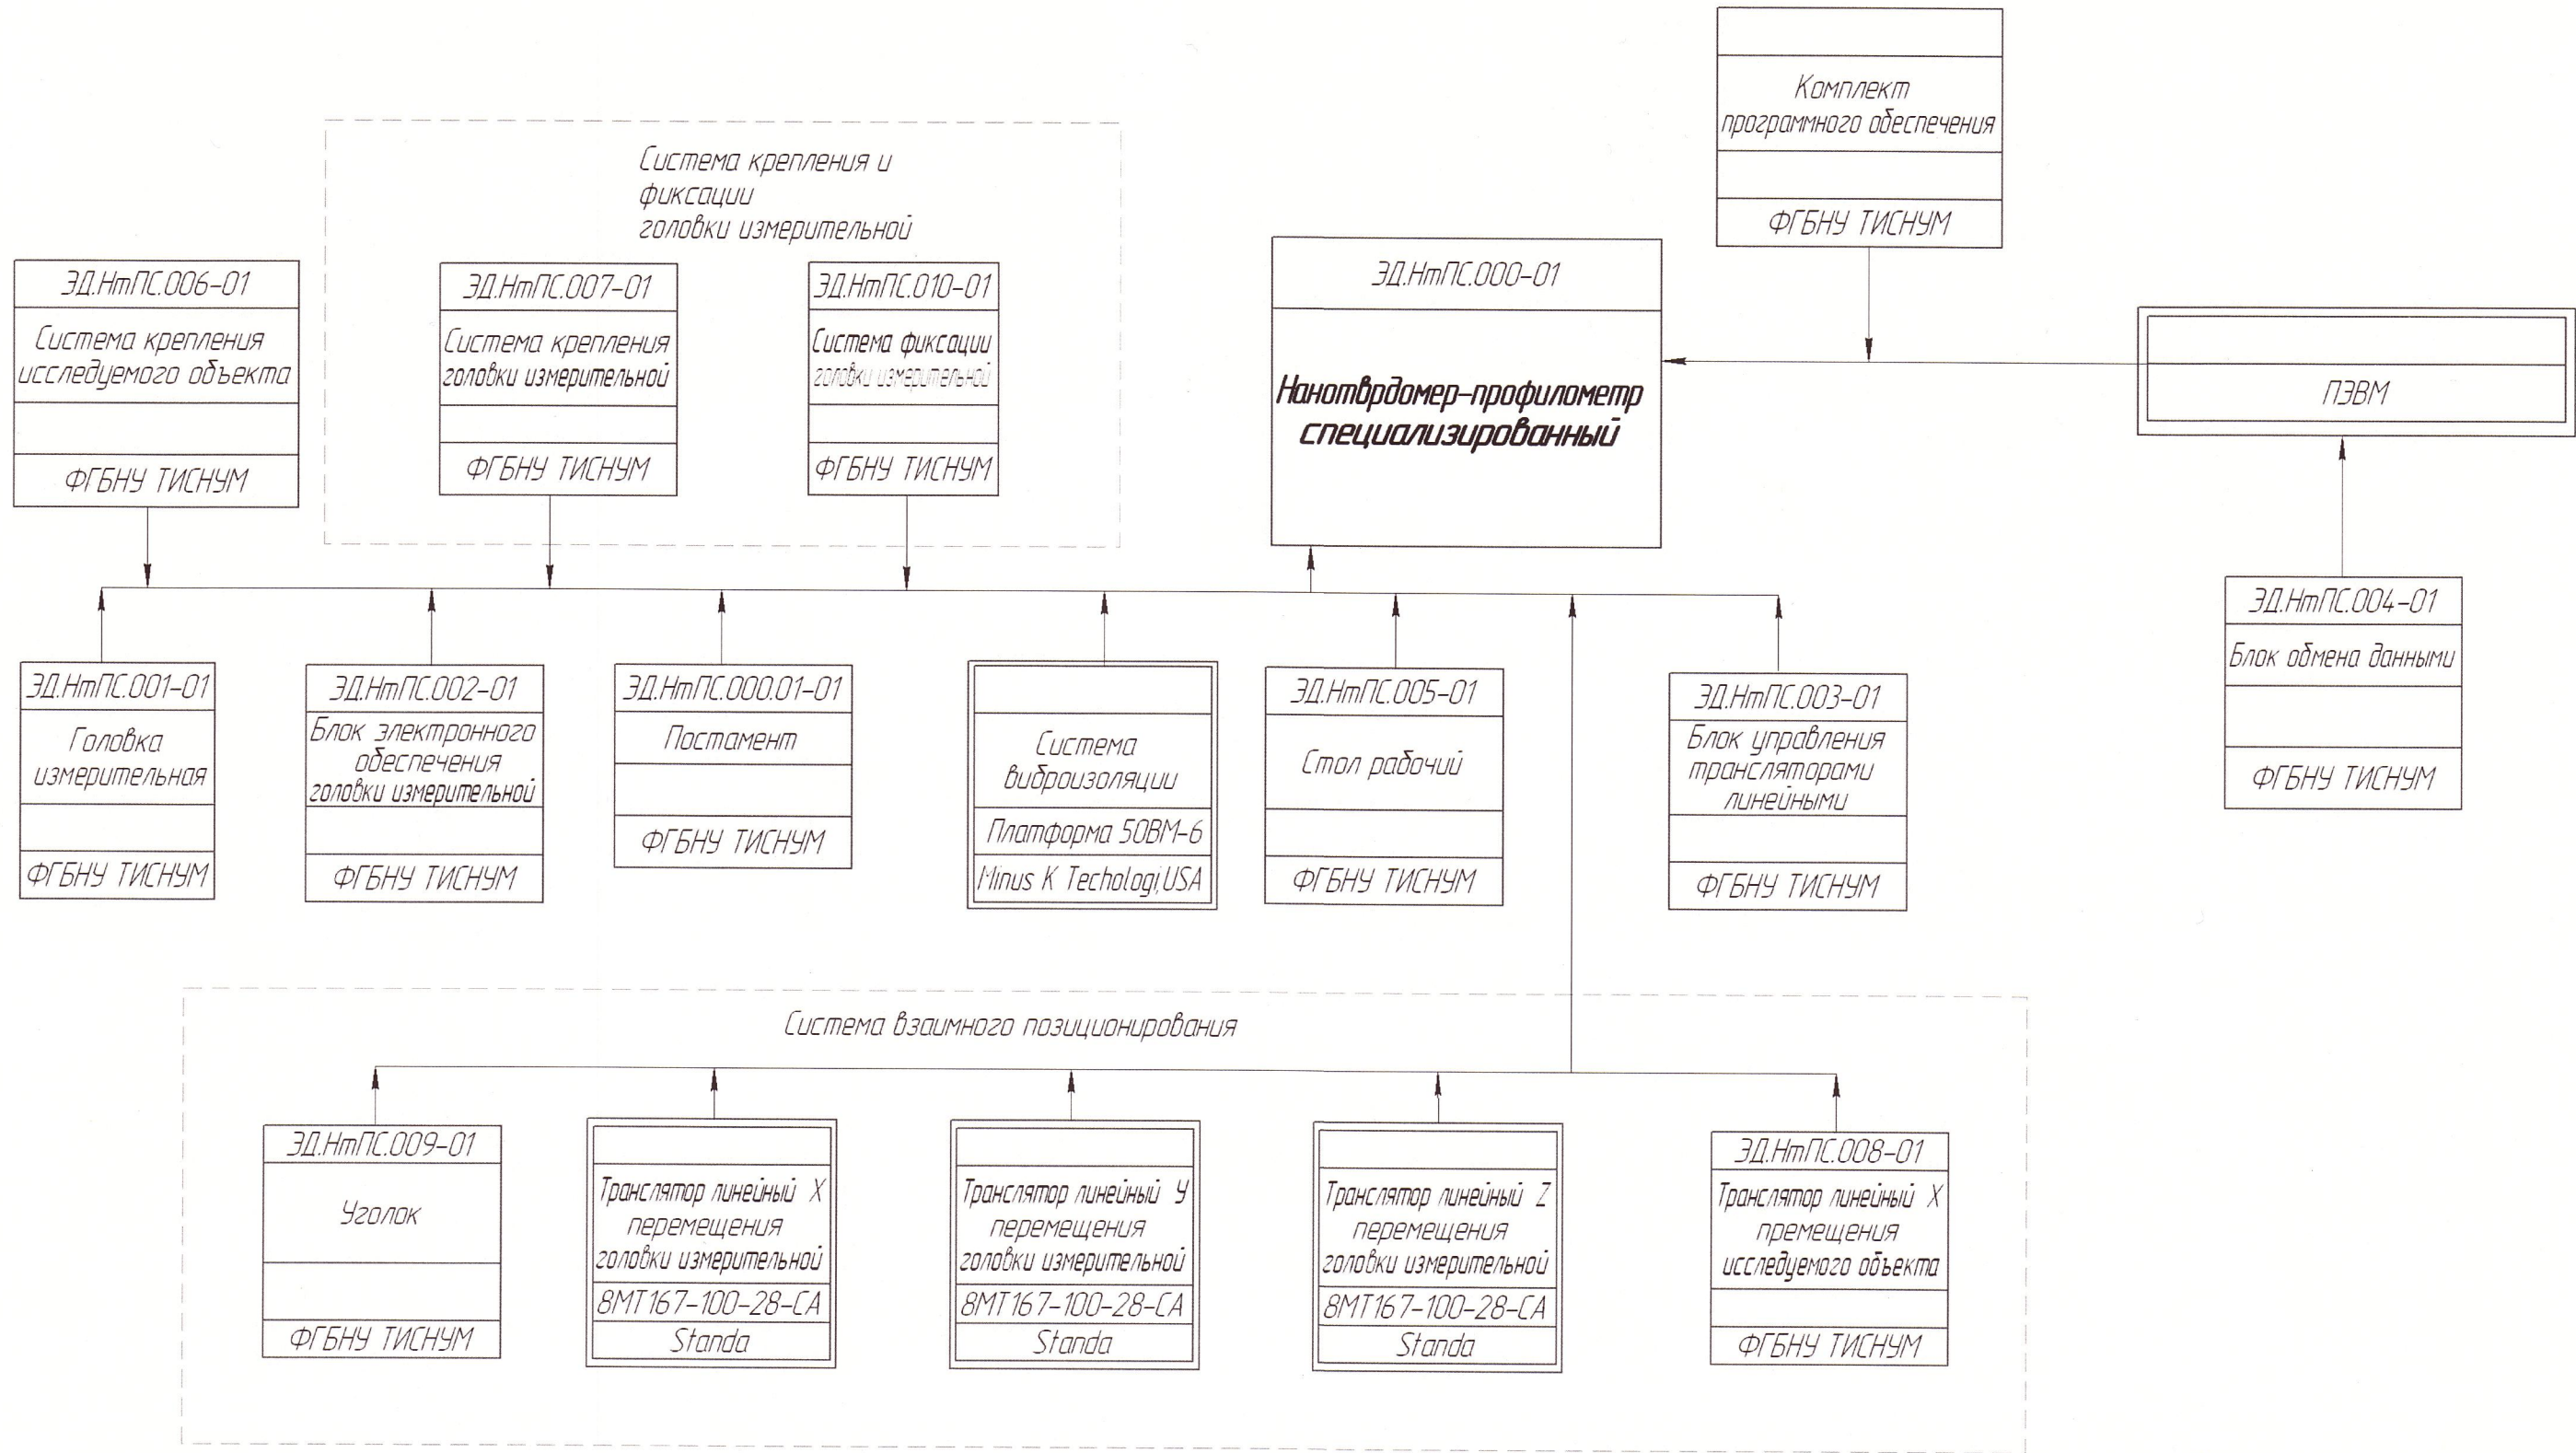 Комплект
программного обеспечения
ФГБНУ ТИСНУМ
Система крепления и
фиксации
головки измерительной
ЭД.НтПС.006-01
Система крепления
исследуемого объекта
ФГБНУ ТИСНУМ
ЭД.НтПС.007-01
Система крепления
головки измерительной
ФГБНУ ТИСНУМ
ЭД.НтПС.010-01
Система фиксации
головки измерительной
ФГБНУ ТИСНУМ
ЭД.НтПС.000-01
Нанотврдомер-профилометр
специализированный
ПЭВМ
ЭД.НтПС.004-01
Блок обмена данными
ФГБНУ ТИСНУМ
ЭД.НтПС.001-01
Головка
измерительная
ФГБНУ ТИСНУМ
ЭД.НтПС.002-01
Блок электронного
обеспечения
головки измерительной
ФГБНУ ТИСНУМ
ЭД.НтПС.000.01-01
Постамент
ФГБНУ ТИСНУМ
Система
виброизоляции
Платформа 50ВМ-6
Minus K Techologi,USA
ЭД.НтПС.005-01
Стол рабочий
ФГБНУ ТИСНУМ
ЭД.НтПС.003-01
Блок управления
трансляторами
линейными
ФГБНУ ТИСНУМ
Система взаимного позиционирования
ЭД.НтПС.009-01
Уголок
ФГБНУ ТИСНУМ
Транслятор линейный X
перемещения
головки измерительной
8МТ167-100-28-СА
Standa
Транслятор линейный У
перемещения
головки измерительной
8МТ167-100-28-СА
Standa
Транслятор линейный Z
перемещения
головки измерительной
8МТ167-100-28-СА
Standa
ЭД.НтПС.008-01
Транслятор линейный X
премещения
исследуемого объекта
ФГБНУ ТИСНУМ